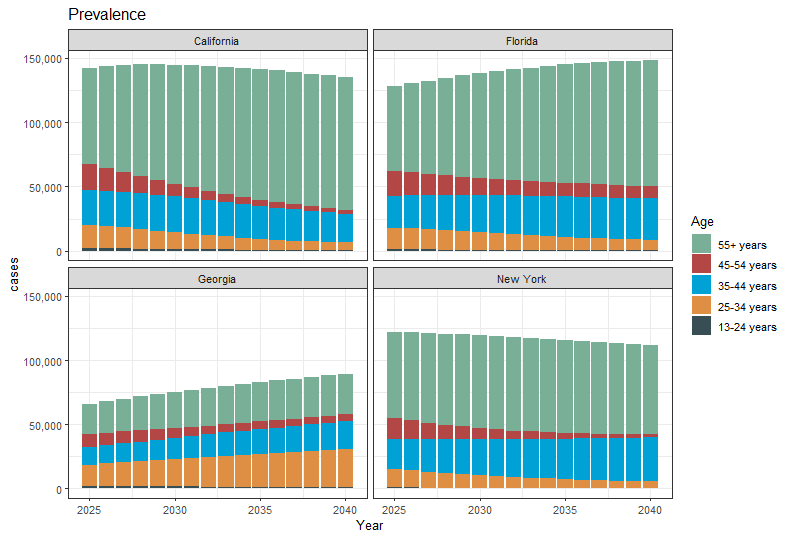 Prevalence
California
Florida
150,000
100,000
50,000
0
Georgia
New York
150,000
100,000
50,000
0
2025 2030 2035 2040
2025 2030 2035 2040
Year
cases
Age
55+ years
45-54 years
35-44 years
25-34 years
13-24 years